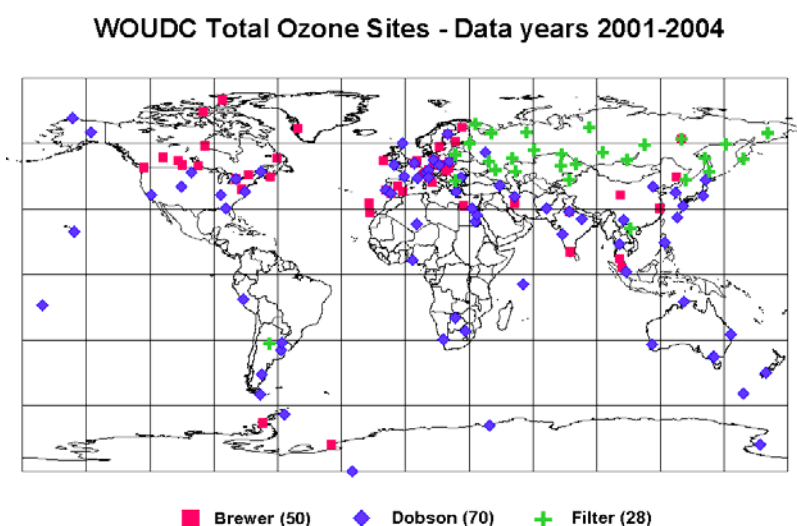 WOUDC Total Ozone Sites - Data years 2001-2004
Brewer (50) Dobson (70) Filter (28)